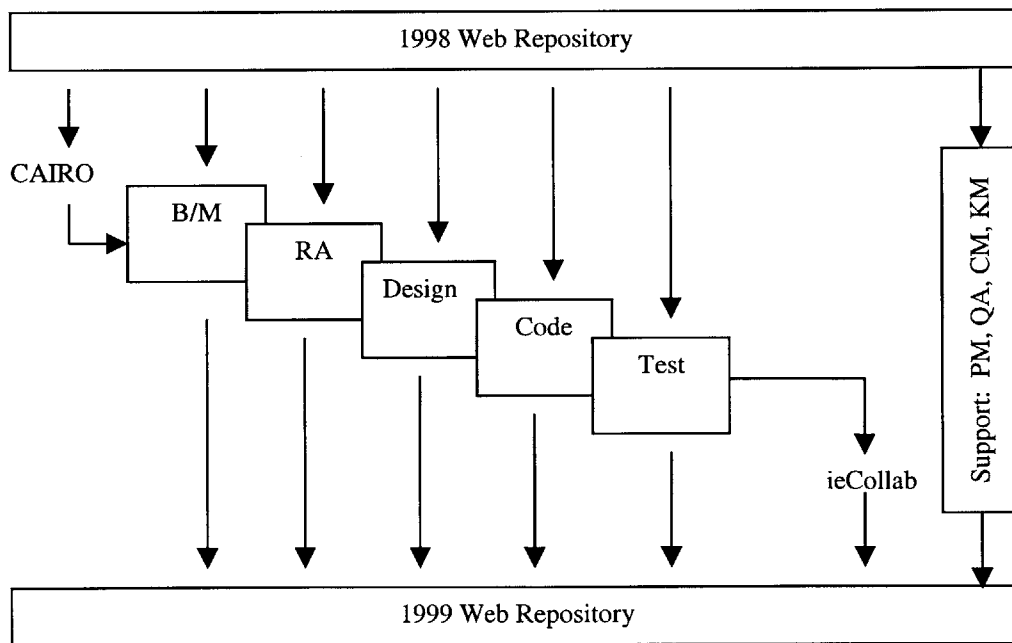 1998 Web Repository
CAIRO
B/M
RA
Design
Code
Test
ieCollab
Support: PM, QA, CM, KM
1999 Web Repository